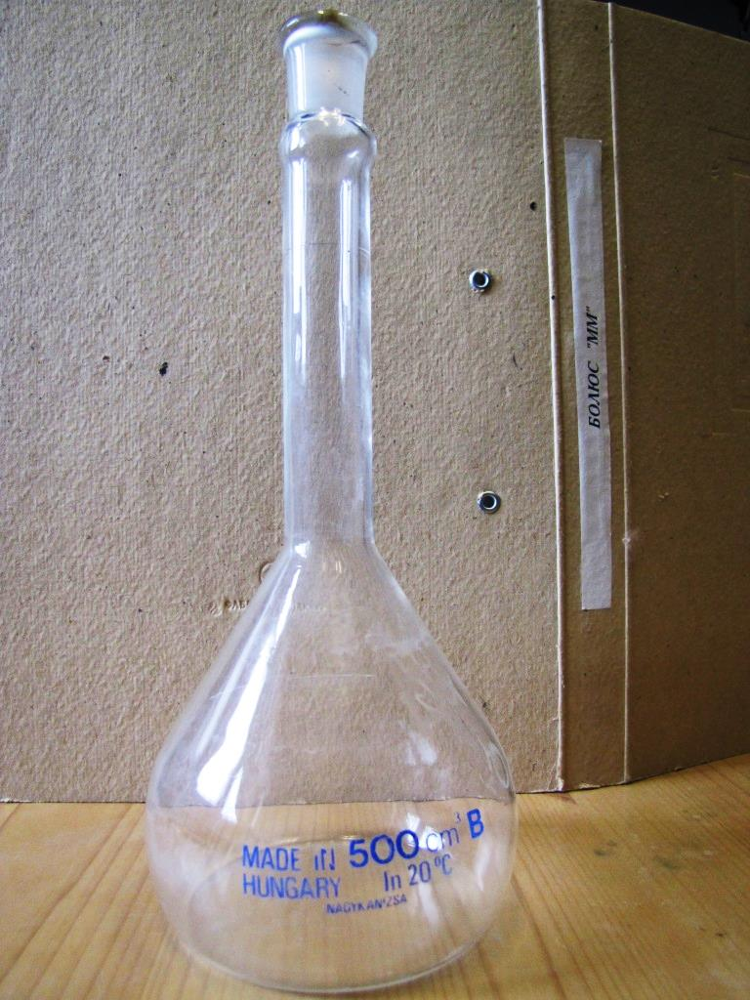 БОЛЮС "ММ"
MADE IN 500 cm³ B
HUNGARY In 20 °C
NAGYKANIZSA